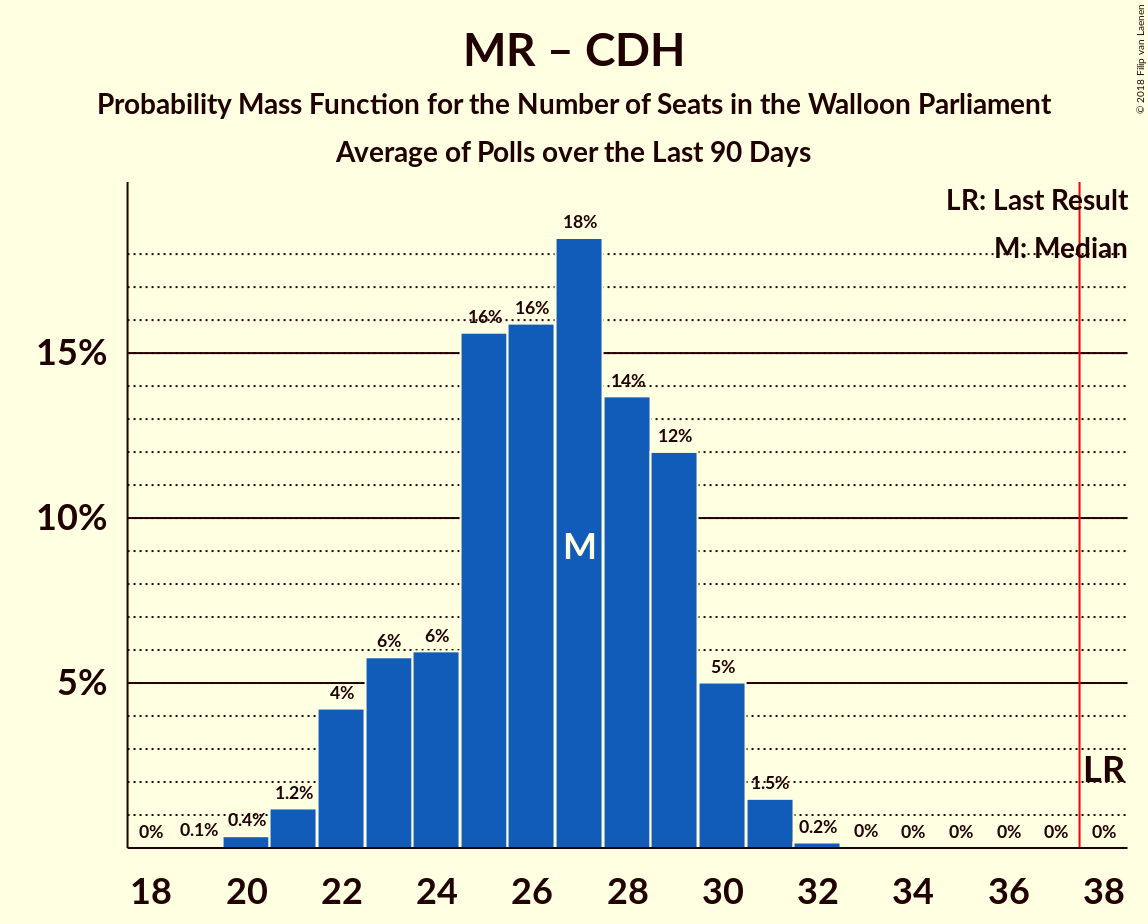 MR – CDH
Probability Mass Function for the Number of Seats in the Walloon Parliament
Average of Polls over the Last 90 Days
© 2018 Filip van Laenen
LR: Last Result
M: Median
15%
10%
5%
0%
0.1%
0.4%
1.2%
4%
6%
6%
16%
16%
18%
14%
12%
5%
1.5%
0.2%
0%
0%
0%
0%
0%
0%
M
LR
18 20 22 24 26 28 30 32 34 36 38